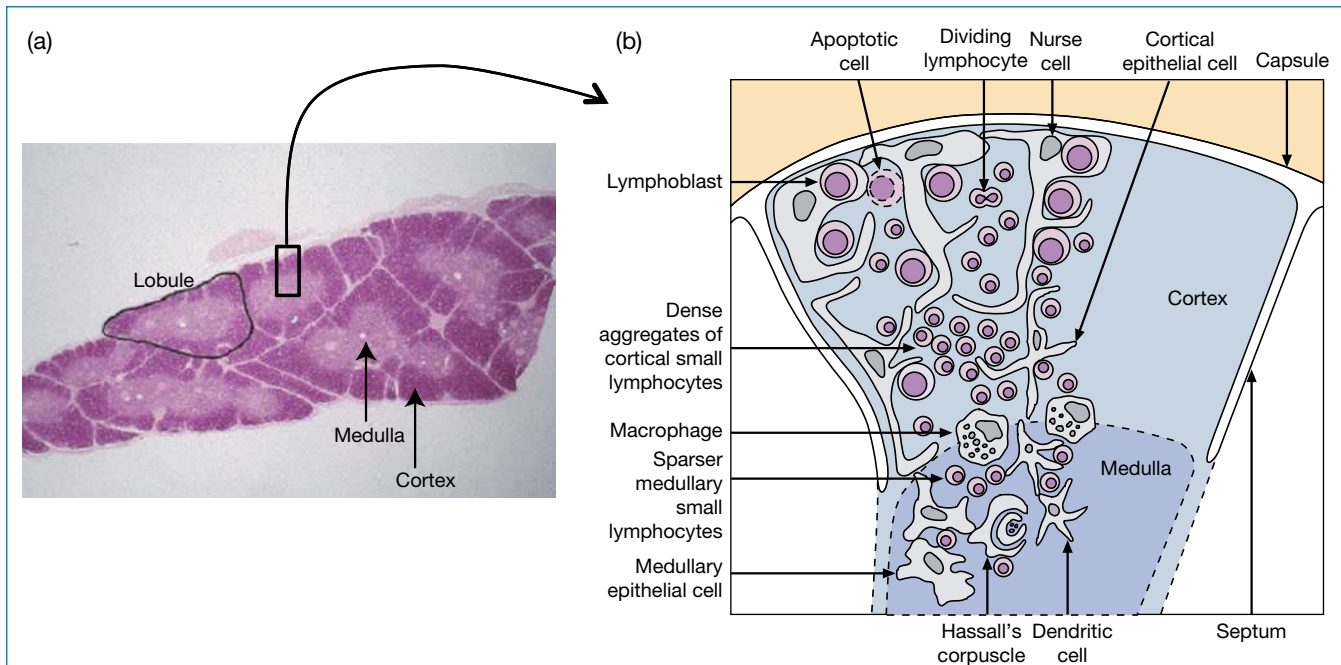 (a)
Lobule
Medulla
Cortex
(b)
Apoptotic
cell
Dividing
lymphocyte
Nurse
cell
Cortical
epithelial cell
Capsule
Lymphoblast
Dense
aggregates of
cortical small
lymphocytes
Macrophage
Sparser
medullary
small
lymphocytes
Medullary
epithelial cell
Cortex
Medulla
Hassall's
corpuscle
Dendritic
cell
Septum